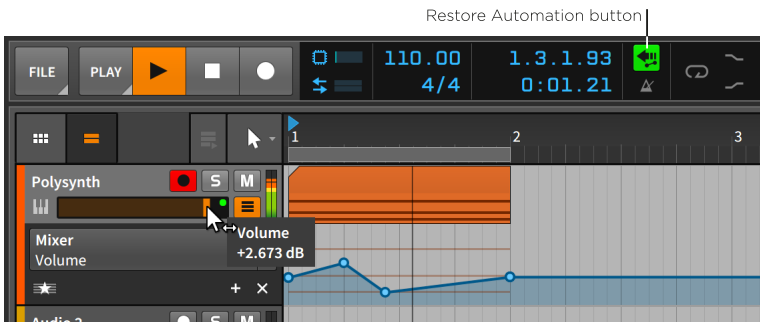 Restore Automation button
FILE
PLAY
110.00
4/4
1.3.1.93
0:01.21
1
2
3
Polysynth
S
M
Volume
+2.673 dB
Mixer
Volume
Audio 2
S
M